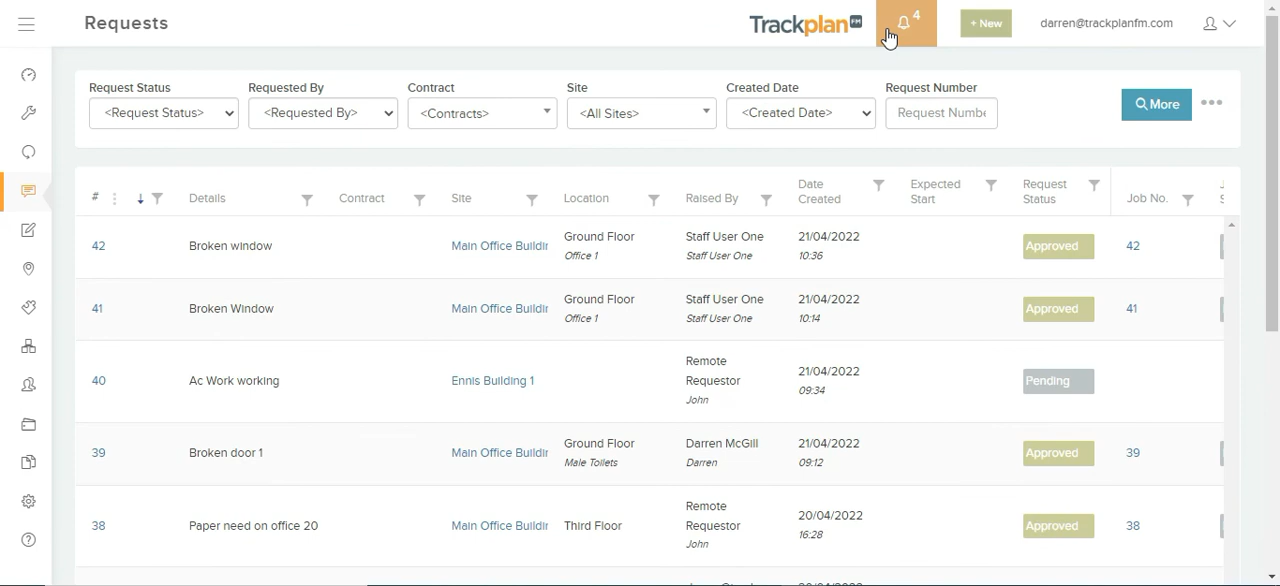 Requests
Trackplan FM
4
+ New
darren@trackplanfm.com
Request Status
Requested By
Contract
Site
Created Date
Request Number
<Request Status>
<Requested By>
<Contracts>
<All Sites>
<Created Date>
Request Numbe
More
# Details Contract Site Location Raised By Date Created Expected Start Request Status Job No.
42 Broken window Main Office Buildin Ground Floor Office 1 Staff User One Staff User One 21/04/2022 10:36 Approved 42
41 Broken Window Main Office Buildin Ground Floor Office 1 Staff User One Staff User One 21/04/2022 10:14 Approved 41
40 Ac Work working Ennis Building 1 Remote Requestor John 21/04/2022 09:34 Pending
39 Broken door 1 Main Office Buildin Ground Floor Male Toilets Darren McGill Darren 21/04/2022 09:12 Approved 39
38 Paper need on office 20 Main Office Buildin Third Floor Remote Requestor John 20/04/2022 16:28 Approved 38